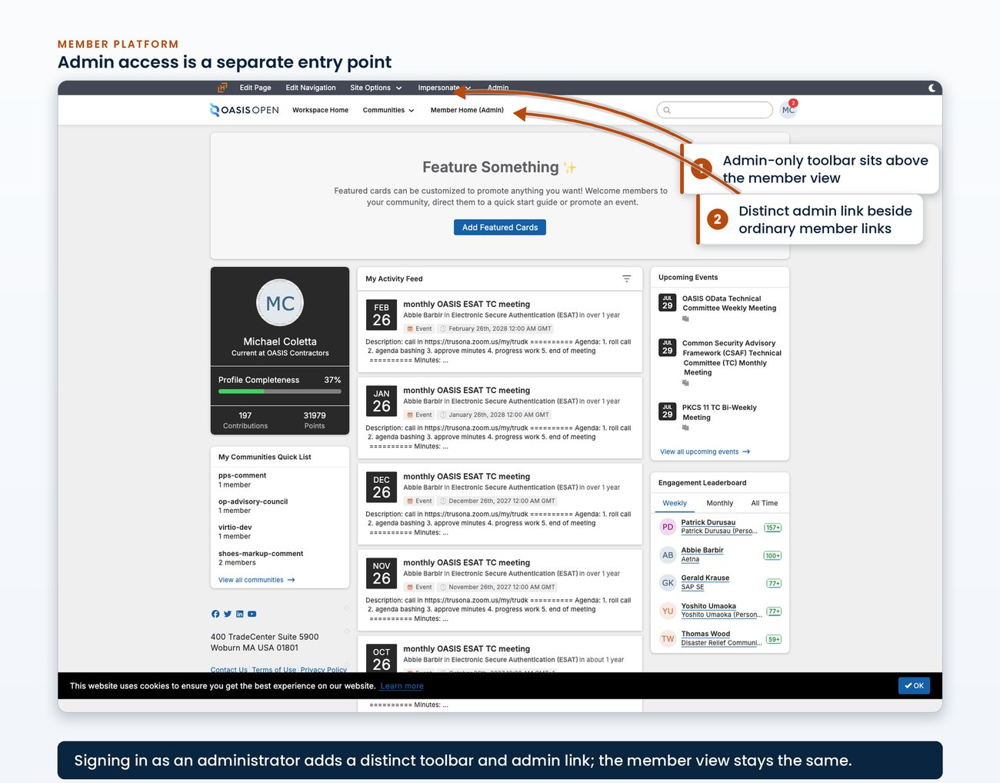 MEMBER PLATFORM
Admin access is a separate entry point
Edit Page Edit Navigation Site Options Impersonate Admin
OASIS OPEN Workspace Home Communities Member Home (Admin) MC 2
Feature Something ✨
Featured cards can be customized to promote anything you want! Welcome members to
your community, direct them to a quick start guide or promote an event.
Add Featured Cards
1 Admin-only toolbar sits above
the member view
2 Distinct admin link beside
ordinary member links
MC
Michael Coletta
Current at OASIS Contractors
Profile Completeness 37%
197 31979
Contributions Points
My Communities Quick List
pps-comment
1 member
op-advisory-council
1 member
virtio-dev
1 member
shoes-markup-comment
2 members
View all communities →
400 TradeCenter Suite 5900
Woburn MA USA 01801
Contact Us | Terms of Use | Privacy Policy
My Activity Feed
FEB
26
monthly OASIS ESAT TC meeting
Abbie Barbir in Electronic Secure Authentication (ESAT) in over 1 year
Event February 26th, 2028 12:00 AM GMT
Description: call in https://trusona.zoom.us/my/trudk ========== Agenda: 1. roll call
2. agenda bashing 3. approve minutes 4. progress work 5. end of meeting
========== Minutes: ...
JAN
26
monthly OASIS ESAT TC meeting
Abbie Barbir in Electronic Secure Authentication (ESAT) in over 1 year
Event January 26th, 2028 12:00 AM GMT
Description: call in https://trusona.zoom.us/my/trudk ========== Agenda: 1. roll call
2. agenda bashing 3. approve minutes 4. progress work 5. end of meeting
========== Minutes: ...
DEC
26
monthly OASIS ESAT TC meeting
Abbie Barbir in Electronic Secure Authentication (ESAT) in over 1 year
Event December 26th, 2027 12:00 AM GMT
Description: call in https://trusona.zoom.us/my/trudk ========== Agenda: 1. roll call
2. agenda bashing 3. approve minutes 4. progress work 5. end of meeting
========== Minutes: ...
NOV
26
monthly OASIS ESAT TC meeting
Abbie Barbir in Electronic Secure Authentication (ESAT) in over 1 year
Event November 26th, 2027 12:00 AM GMT
Description: call in https://trusona.zoom.us/my/trudk ========== Agenda: 1. roll call
2. agenda bashing 3. approve minutes 4. progress work 5. end of meeting
========== Minutes: ...
OCT
26
monthly OASIS ESAT TC meeting
Abbie Barbir in Electronic Secure Authentication (ESAT) in about 1 year
========== Minutes: ...
Upcoming Events
JUL
29
OASIS OData Technical
Committee Weekly Meeting
JUL
29
Common Security Advisory
Framework (CSAF) Technical
Committee (TC) Monthly
Meeting
JUL
29
PKCS 11 TC Bi-Weekly
Meeting
View all upcoming events →
Engagement Leaderboard
Weekly Monthly All Time
PD Patrick Durusau 157+
Patrick Durusau (Perso...
AB Abbie Barbir 100+
Aetna
GK Gerald Krause 77+
SAP SE
YU Yoshito Umaoka 77+
Yoshito Umaoka (Person...
TW Thomas Wood 59+
Disaster Relief Communi...
This website uses cookies to ensure you get the best experience on our website. Learn more ✔ OK
Signing in as an administrator adds a distinct toolbar and admin link; the member view stays the same.